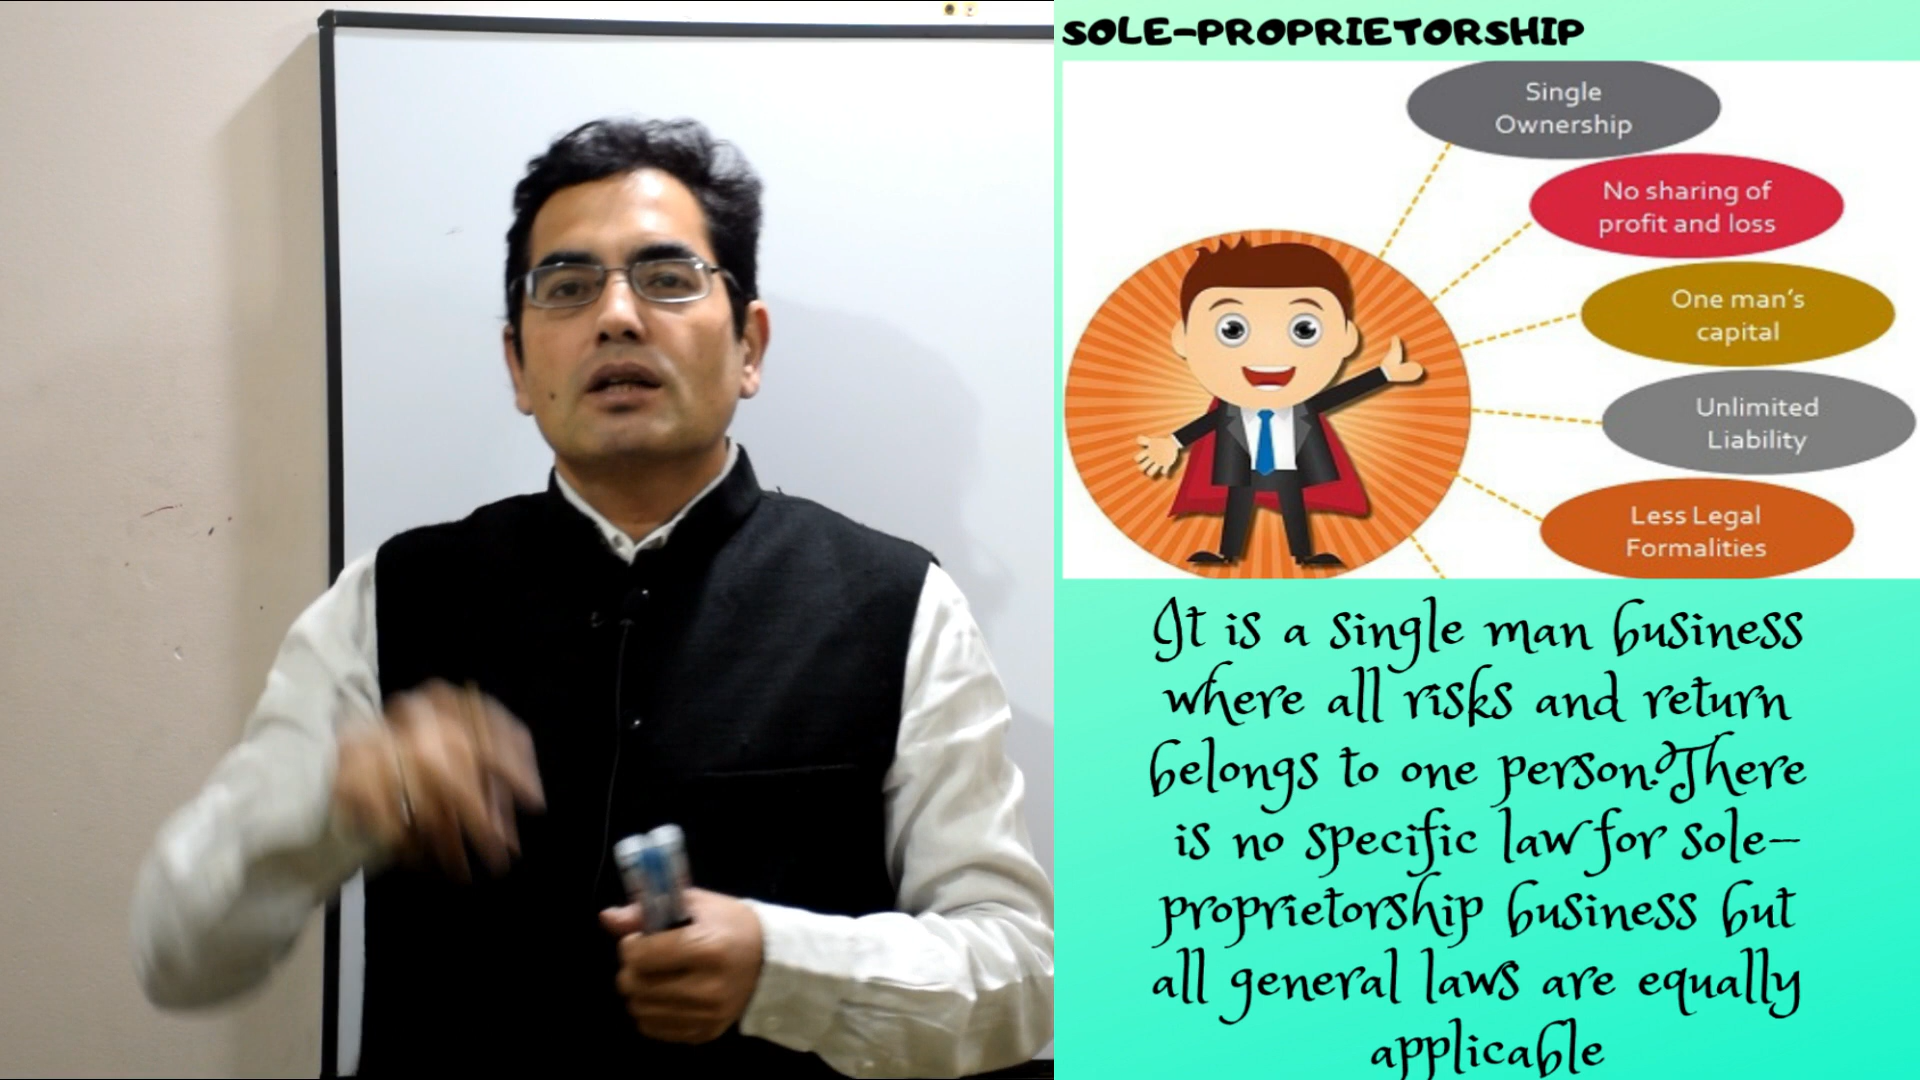 SOLE-PROPRIETORSHIP
Single
Ownership
No sharing of
profit and loss
One man's
capital
Unlimited
Liability
Less Legal
Formalities
It is a single man business
where all risks and return
belongs to one person.There
is no specific law for sole-
proprietorship business but
all general laws are equally
applicable